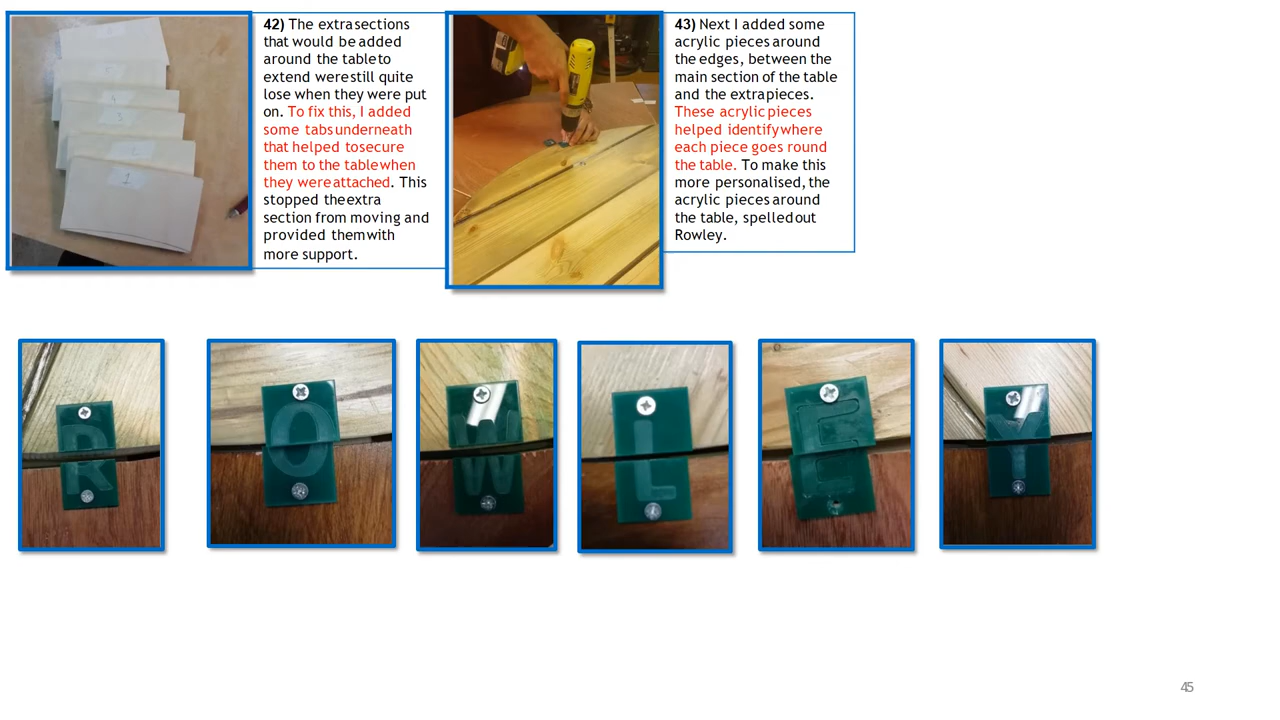 42) The extra sections
that would be added
around the table to
extend were still quite
lose when they were put
on. To fix this, I added
some tabs underneath
that helped to secure
them to the table when
they were attached. This
stopped the extra
section from moving and
provided them with
more support.
43) Next I added some
acrylic pieces around
the edges, between the
main section of the table
and the extra pieces.
These acrylic pieces
helped identify where
each piece goes round
the table. To make this
more personalised, the
acrylic pieces around
the table, spelled out
Rowley.
3
1
R
O
W
L
E
Y
45